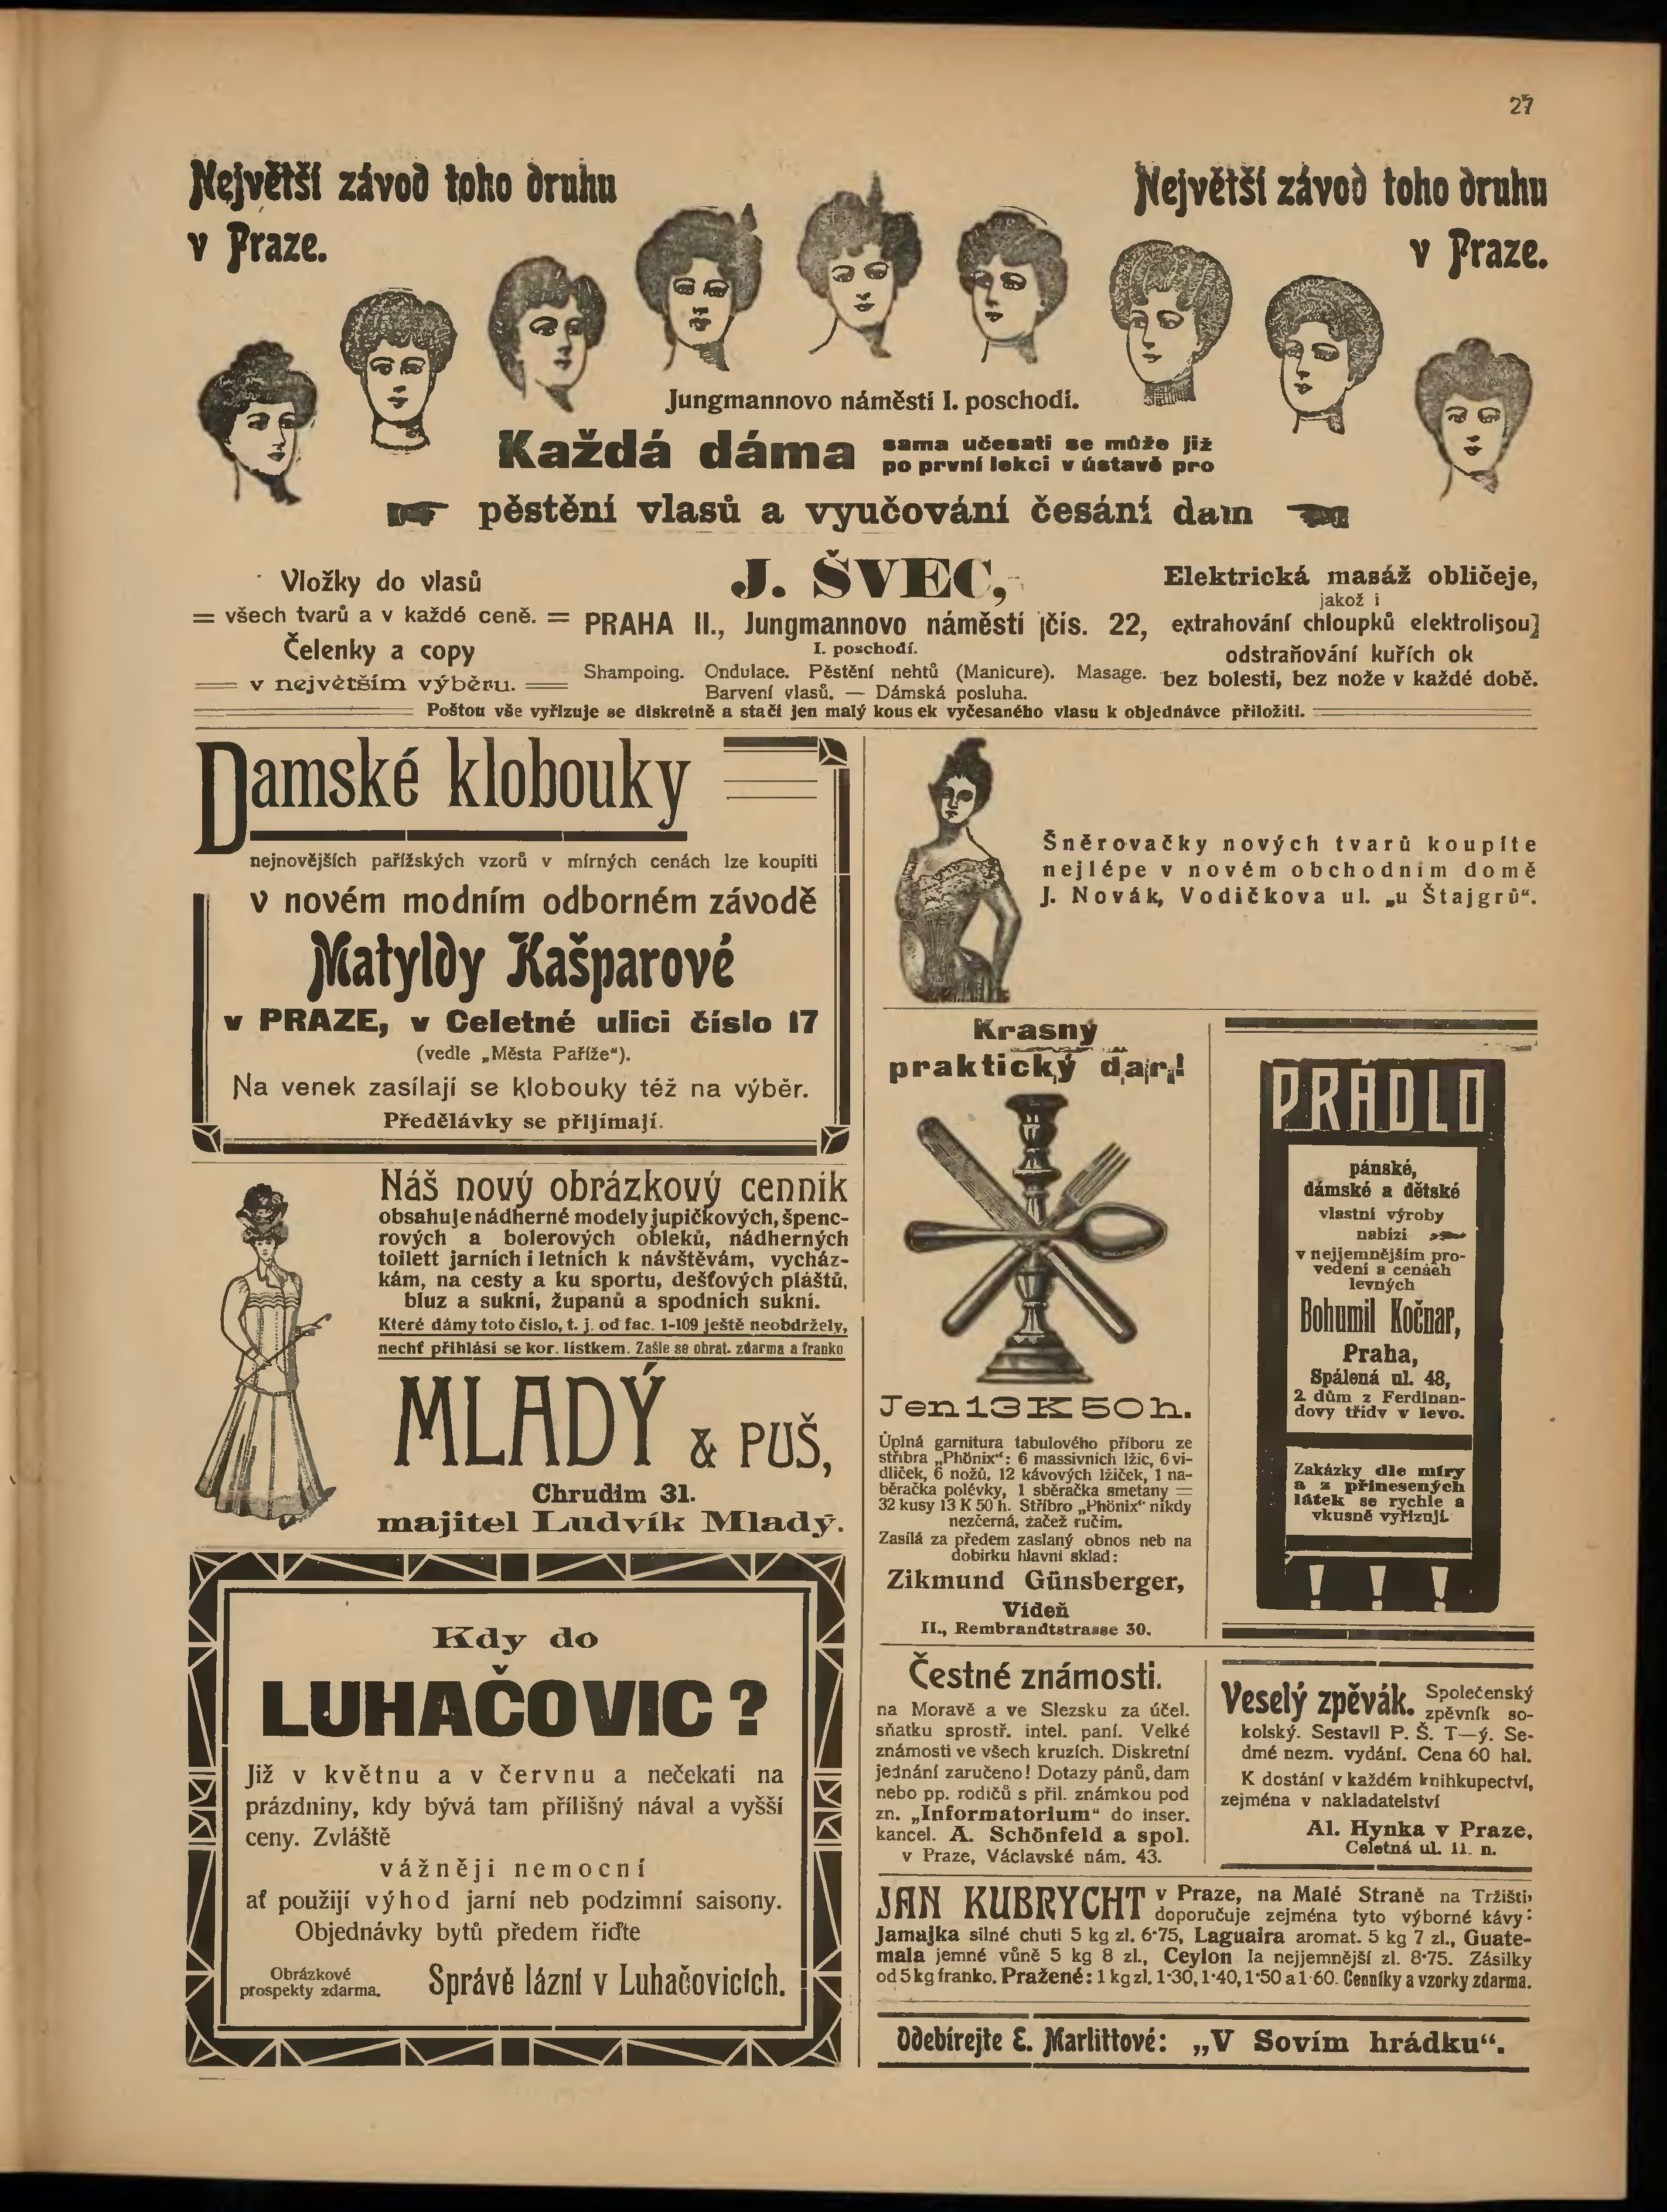 27
Největší závod toho druhu
v Praze.
Největší závod toho druhu
v Praze.
Jungmannovo náměstí I. poschodí.
Každá dáma
sama učesati se může již
po první lekci v ústavě pro
pěstění vlasů a vyučování česání dam
Vložky do vlasů
všech tvarů a v každé ceně.
Čelenky a copy
v největším výběru.
J. ŠVEC,
PRAHA II., Jungmannovo náměstí čís. 22,
I. poschodí.
Shampoing. Ondulace. Pěstění nehtů (Manicure). Masage.
Barvení vlasů. — Dámská posluha.
Elektrická masáž obličeje,
jakož i
extrahování chloupků elektrolisou
odstraňování kuřích ok
bez bolesti, bez nože v každé době.
Poštou vše vyřizuje se diskretně a stačí jen malý kous ek vyčesaného vlasu k objednávce přiložiti.
Damské klobouky
nejnovějších pařížských vzorů v mírných cenách lze koupiti
v novém modním odborném závodě
Matyldy Kašparové
v PRAZE, v Celetné ulici číslo 17
(vedle „Města Paříže“).
Na venek zasílají se klobouky též na výběr.
Předělávky se přijímají.
Náš nový obrázkový cenník
obsahuje nádherné modely jupičkových, špenc-
rových a bolerových obleků, nádherných
toilett jarních i letních k návštěvám, vycház-
kám, na cesty a ku sportu, dešťových pláštů,
bluz a sukní, županů a spodních sukní.
Které dámy toto číslo, t. j. od fac. 1-109 ještě neobdržely,
nechť přihlásí se kor. lístkem. Zašle se obrat. zdarma a franko
MLADÝ & PUŠ,
Chrudim 31.
majitel Ludvík Mladý.
Kdy do
LUHAČOVIC?
Již v květnu a v červnu a nečekati na
prázdniny, kdy bývá tam přílišný nával a vyšší
ceny. Zvláště
vážněji nemocní
ať použijí výhod jarní neb podzimní saisony.
Objednávky bytů předem řiďte
Obrázkové
prospekty zdarma.
Správě lázní v Luhačovicích.
Šněrovačky nových tvarů koupíte
nejlépe v novém obchodním domě
J. Novák, Vodičkova ul. „u Štajgrů“.
Krasný
praktický dar!
Jen 13 K 50 h.
Úplná garnitura tabulového příboru ze
stříbra „Phönix“: 6 massivních lžic, 6 vi-
dliček, 6 nožů, 12 kávových lžiček, 1 na-
běračka polévky, 1 sběračka smetany =
32 kusy 13 K 50 h. Stříbro „Phönix“ nikdy
nezčerná, začež ručím.
Zasílá za předem zaslaný obnos neb na
dobírku hlavní sklad:
Zikmund Günsberger,
Vídeň
II., Rembrandtstrasse 30.
PRÁDLO
pánské,
dámské a dětské
vlastní výroby
nabízí
v nejjemnějším pro-
vedení a cenách
levných
Bohumil Kočnar,
Praha,
Spálená ul. 48,
2. dům z Ferdinan-
dovy třídy v levo.
Zakázky dle míry
a z přinesených
látek se rychle a
vkusně vyřizují.
Čestné známosti.
na Moravě a ve Slezsku za účel.
sňatku sprostř. intel. paní. Velké
známosti ve všech kruzích. Diskretní
jednání zaručeno! Dotazy pánů, dam
nebo pp. rodičů s přil. známkou pod
zn. „Informatorium“ do inser.
kancel. A. Schönfeld a spol.
v Praze, Václavské nám. 43.
Veselý zpěvák. Společenský
zpěvník so-
kolský. Sestavil P. Š. T—ý. Se-
dmé nezm. vydání. Cena 60 hal.
K dostání v každém knihkupectví,
zejména v nakladatelství
Al. Hynka v Praze,
Celetná ul. 11. n.
JAN KUBRYCHT v Praze, na Malé Straně na Tržišti,
doporučuje zejména tyto výborné kávy:
Jamajka silné chuti 5 kg zl. 6·75, Laguaira aromat. 5 kg 7 zl., Guate-
mala jemné vůně 5 kg 8 zl., Ceylon Ia nejjemnější zl. 8·75. Zásilky
od 5 kg franko. Pražené: 1 kg zl. 1·30, 1·40, 1·50 a 1·60. Cenníky a vzorky zdarma.
Odebírejte E. Marlittové: „V Sovím hrádku“.